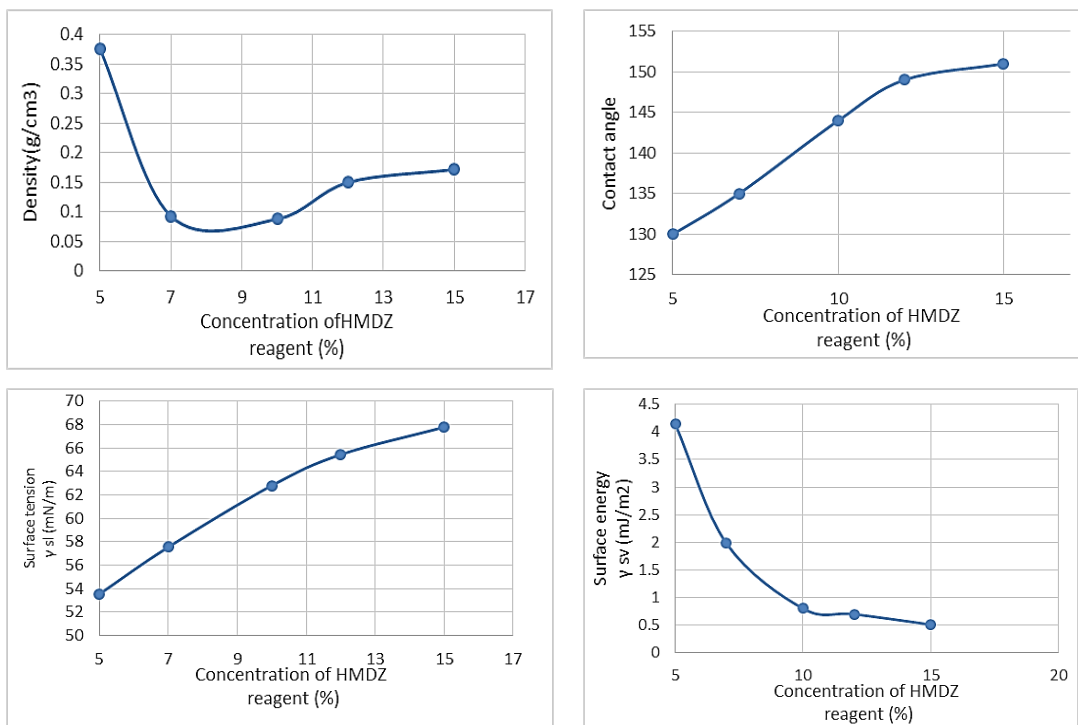 Density(g/cm3)
0.4
0.35
0.3
0.25
0.2
0.15
0.1
0.05
0
5 7 9 11 13 15 17
Concentration ofHMDZ
reagent (%)
Contact angle
155
150
145
140
135
130
125
5 10 15
Concentration of HMDZ
reagent (%)
Surface tension
γ sl (mN/m)
70
68
66
64
62
60
58
56
54
52
50
5 7 9 11 13 15 17
Concentration of HMDZ
reagent (%)
Surface energy
γ sv (mJ/m2)
4.5
4
3.5
3
2.5
2
1.5
1
0.5
0
5 10 15 20
Concentration of HMDZ
reagent (%)